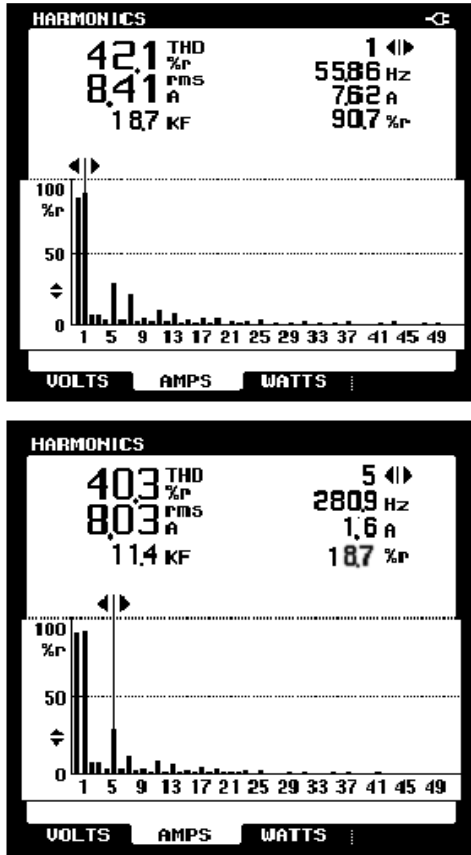 HARMONICS
42.1 THD %r
8.41 rms A
18.7 KF
1
55.86 Hz
7.62 A
90.7 %r
100
%r
50
0
1 5 9 13 17 21 25 29 33 37 41 45 49
VOLTS AMPS WATTS
HARMONICS
40.3 THD %r
8.03 rms A
11.4 KF
5
280.9 Hz
1.6 A
18.7 %r
100
%r
50
0
1 5 9 13 17 21 25 29 33 37 41 45 49
VOLTS AMPS WATTS